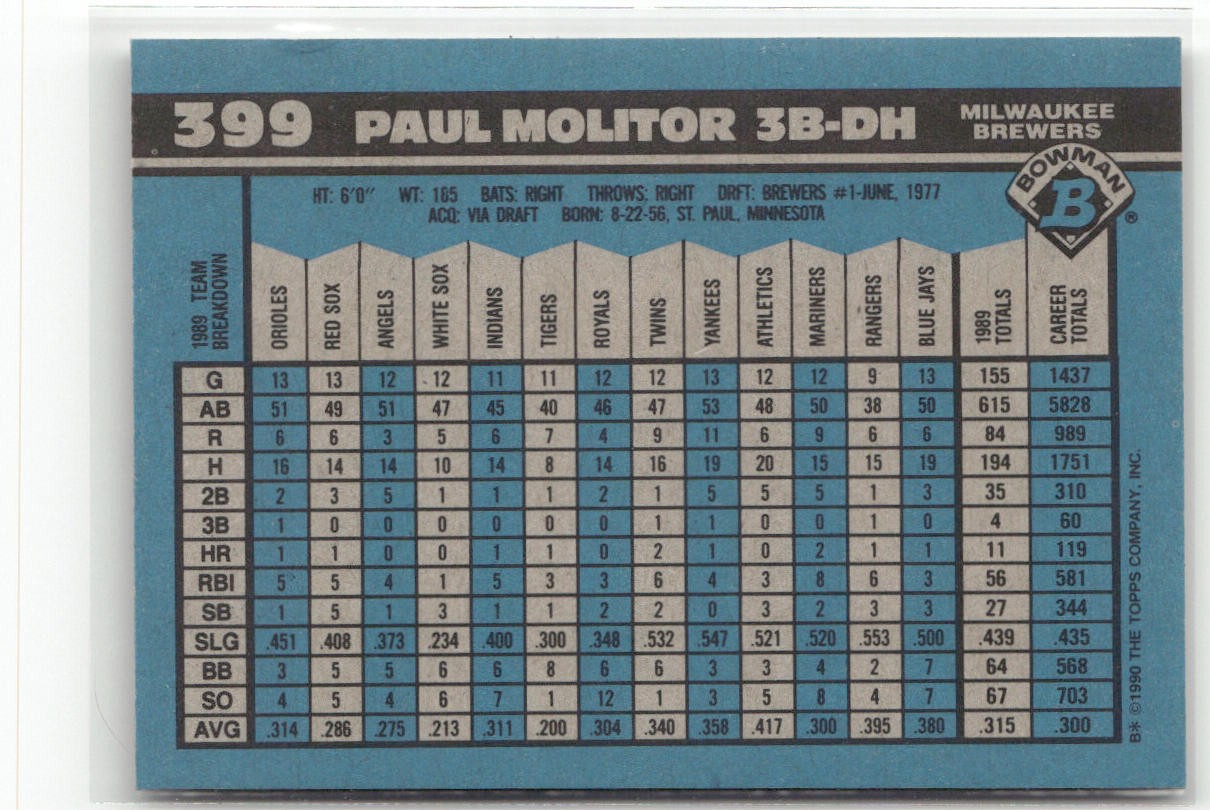 399 PAUL MOLITOR 3B-DH MILWAUKEE BREWERS
BOWMAN
B
®
HT: 6'0" WT: 185 BATS: RIGHT THROWS: RIGHT DRFT: BREWERS #1-JUNE, 1977
ACQ: VIA DRAFT BORN: 8-22-56, ST. PAUL, MINNESOTA
1989 TEAM BREAKDOWN ORIOLES RED SOX ANGELS WHITE SOX INDIANS TIGERS ROYALS TWINS YANKEES ATHLETICS MARINERS RANGERS BLUE JAYS 1989 TOTALS CAREER TOTALS
G 13 13 12 12 11 11 12 12 13 12 12 9 13 155 1437
AB 51 49 51 47 45 40 46 47 53 48 50 38 50 615 5828
R 6 6 3 5 6 7 4 9 11 6 9 6 6 84 989
H 16 14 14 10 14 8 14 16 19 20 15 15 19 194 1751
2B 2 3 5 1 1 1 2 1 5 5 5 1 3 35 310
3B 1 0 0 0 0 0 0 1 1 0 0 1 0 4 60
HR 1 1 0 0 1 1 0 2 1 0 2 1 1 11 119
RBI 5 5 4 1 5 3 3 6 4 3 8 6 3 56 581
SB 1 5 1 3 1 1 2 2 0 3 2 3 3 27 344
SLG .451 .408 .373 .234 .400 .300 .348 .532 .547 .521 .520 .553 .500 .439 .435
BB 3 5 5 6 6 8 6 6 3 3 4 2 7 64 568
SO 4 5 4 6 7 1 12 1 3 5 8 4 7 67 703
AVG .314 .286 .275 .213 .311 .200 .304 .340 .358 .417 .300 .395 .380 .315 .300
B* ©1990 THE TOPPS COMPANY, INC.